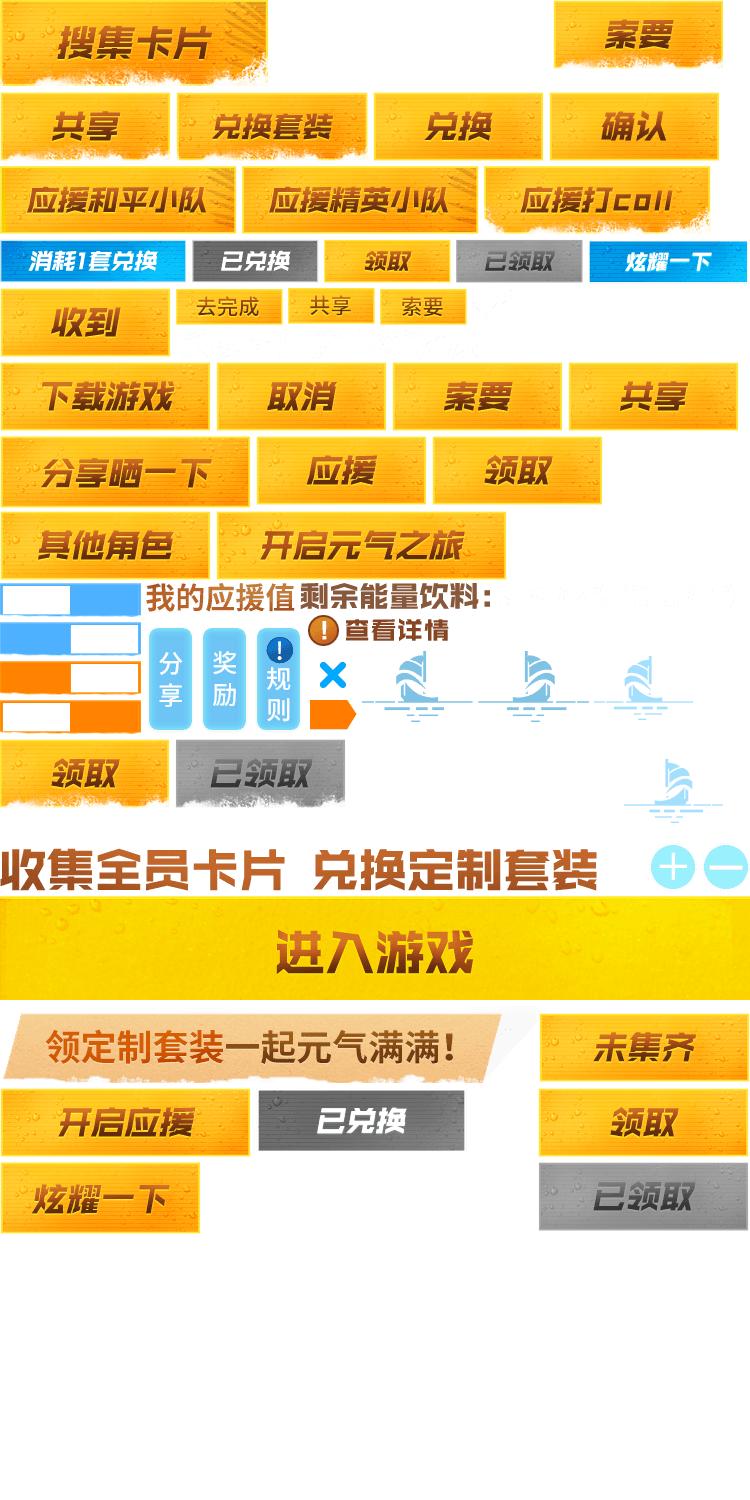 搜集卡片
索要
共享
兑换套装
兑换
确认
应援和平小队
应援精英小队
应援打call
消耗1套兑换
已兑换
领取
已领取
炫耀一下
收到
去完成
共享
索要
下载游戏
取消
索要
共享
分享晒一下
应援
领取
其他角色
开启元气之旅
我的应援值
剩余能量饮料：
!查看详情
分享
奖励
!规则
领取
已领取
收集全员卡片 兑换定制套装
进入游戏
领定制套装一起元气满满！
未集齐
开启应援
已兑换
领取
炫耀一下
已领取